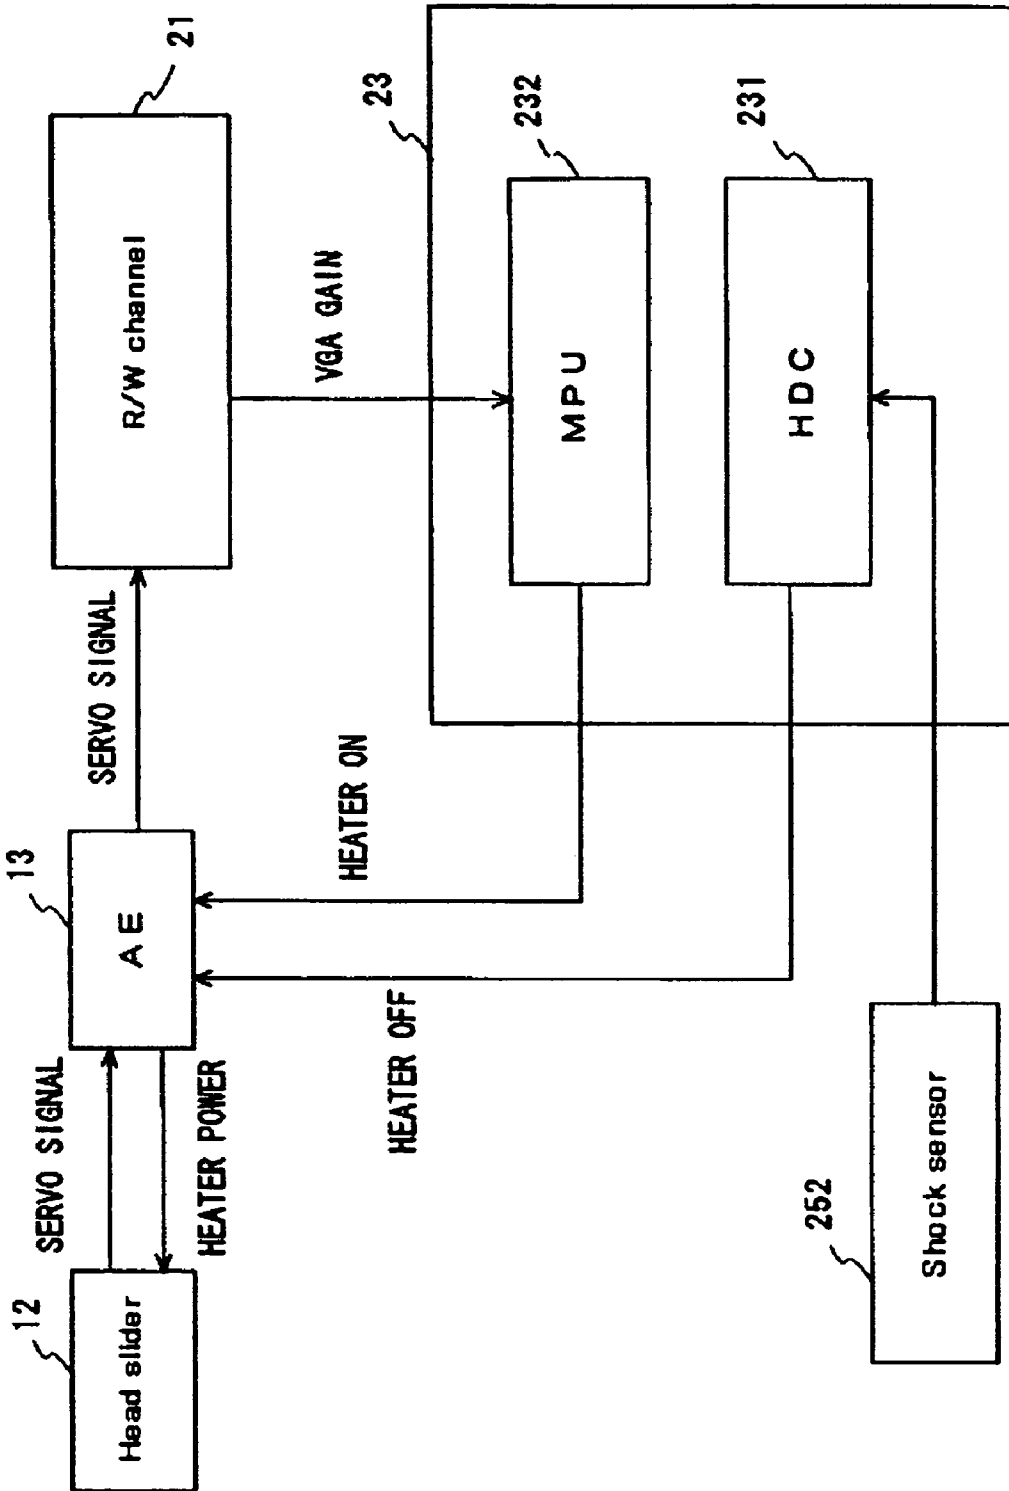 12
Head slider
SERVO SIGNAL
HEATER POWER
13
AE
SERVO SIGNAL
21
R/W channel
HEATER ON
HEATER OFF
VGA GAIN
23
232
MPU
231
HDC
252
Shock sensor